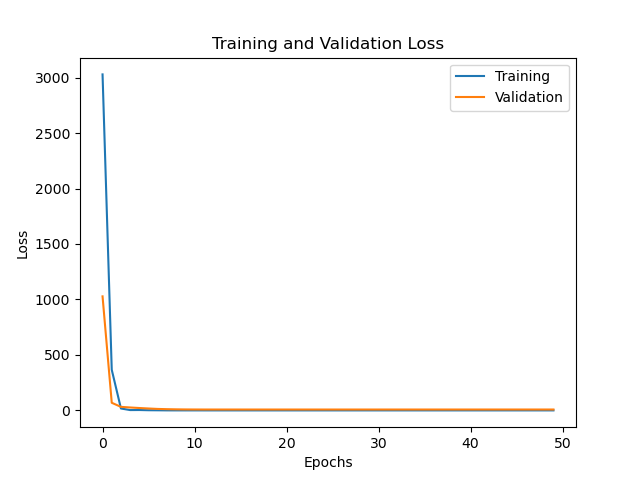 Training and Validation Loss
Training
Validation
3000
2500
2000
1500
1000
500
0
Loss
0 10 20 30 40 50
Epochs